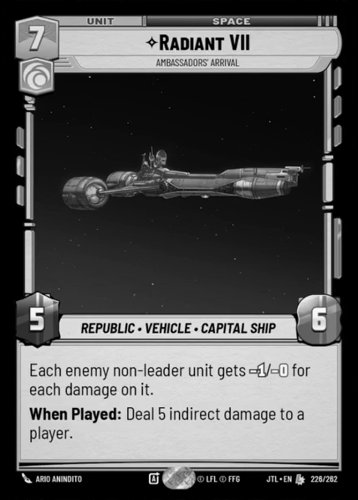 UNIT
SPACE
7
✧RADIANT VII
AMBASSADORS' ARRIVAL
5
6
REPUBLIC • VEHICLE • CAPITAL SHIP
Each enemy non-leader unit gets -1/-0 for
each damage on it.
When Played: Deal 5 indirect damage to a
player.
ARIO ANINDITO
A
© LFL © FFG
JTL • EN
226/262